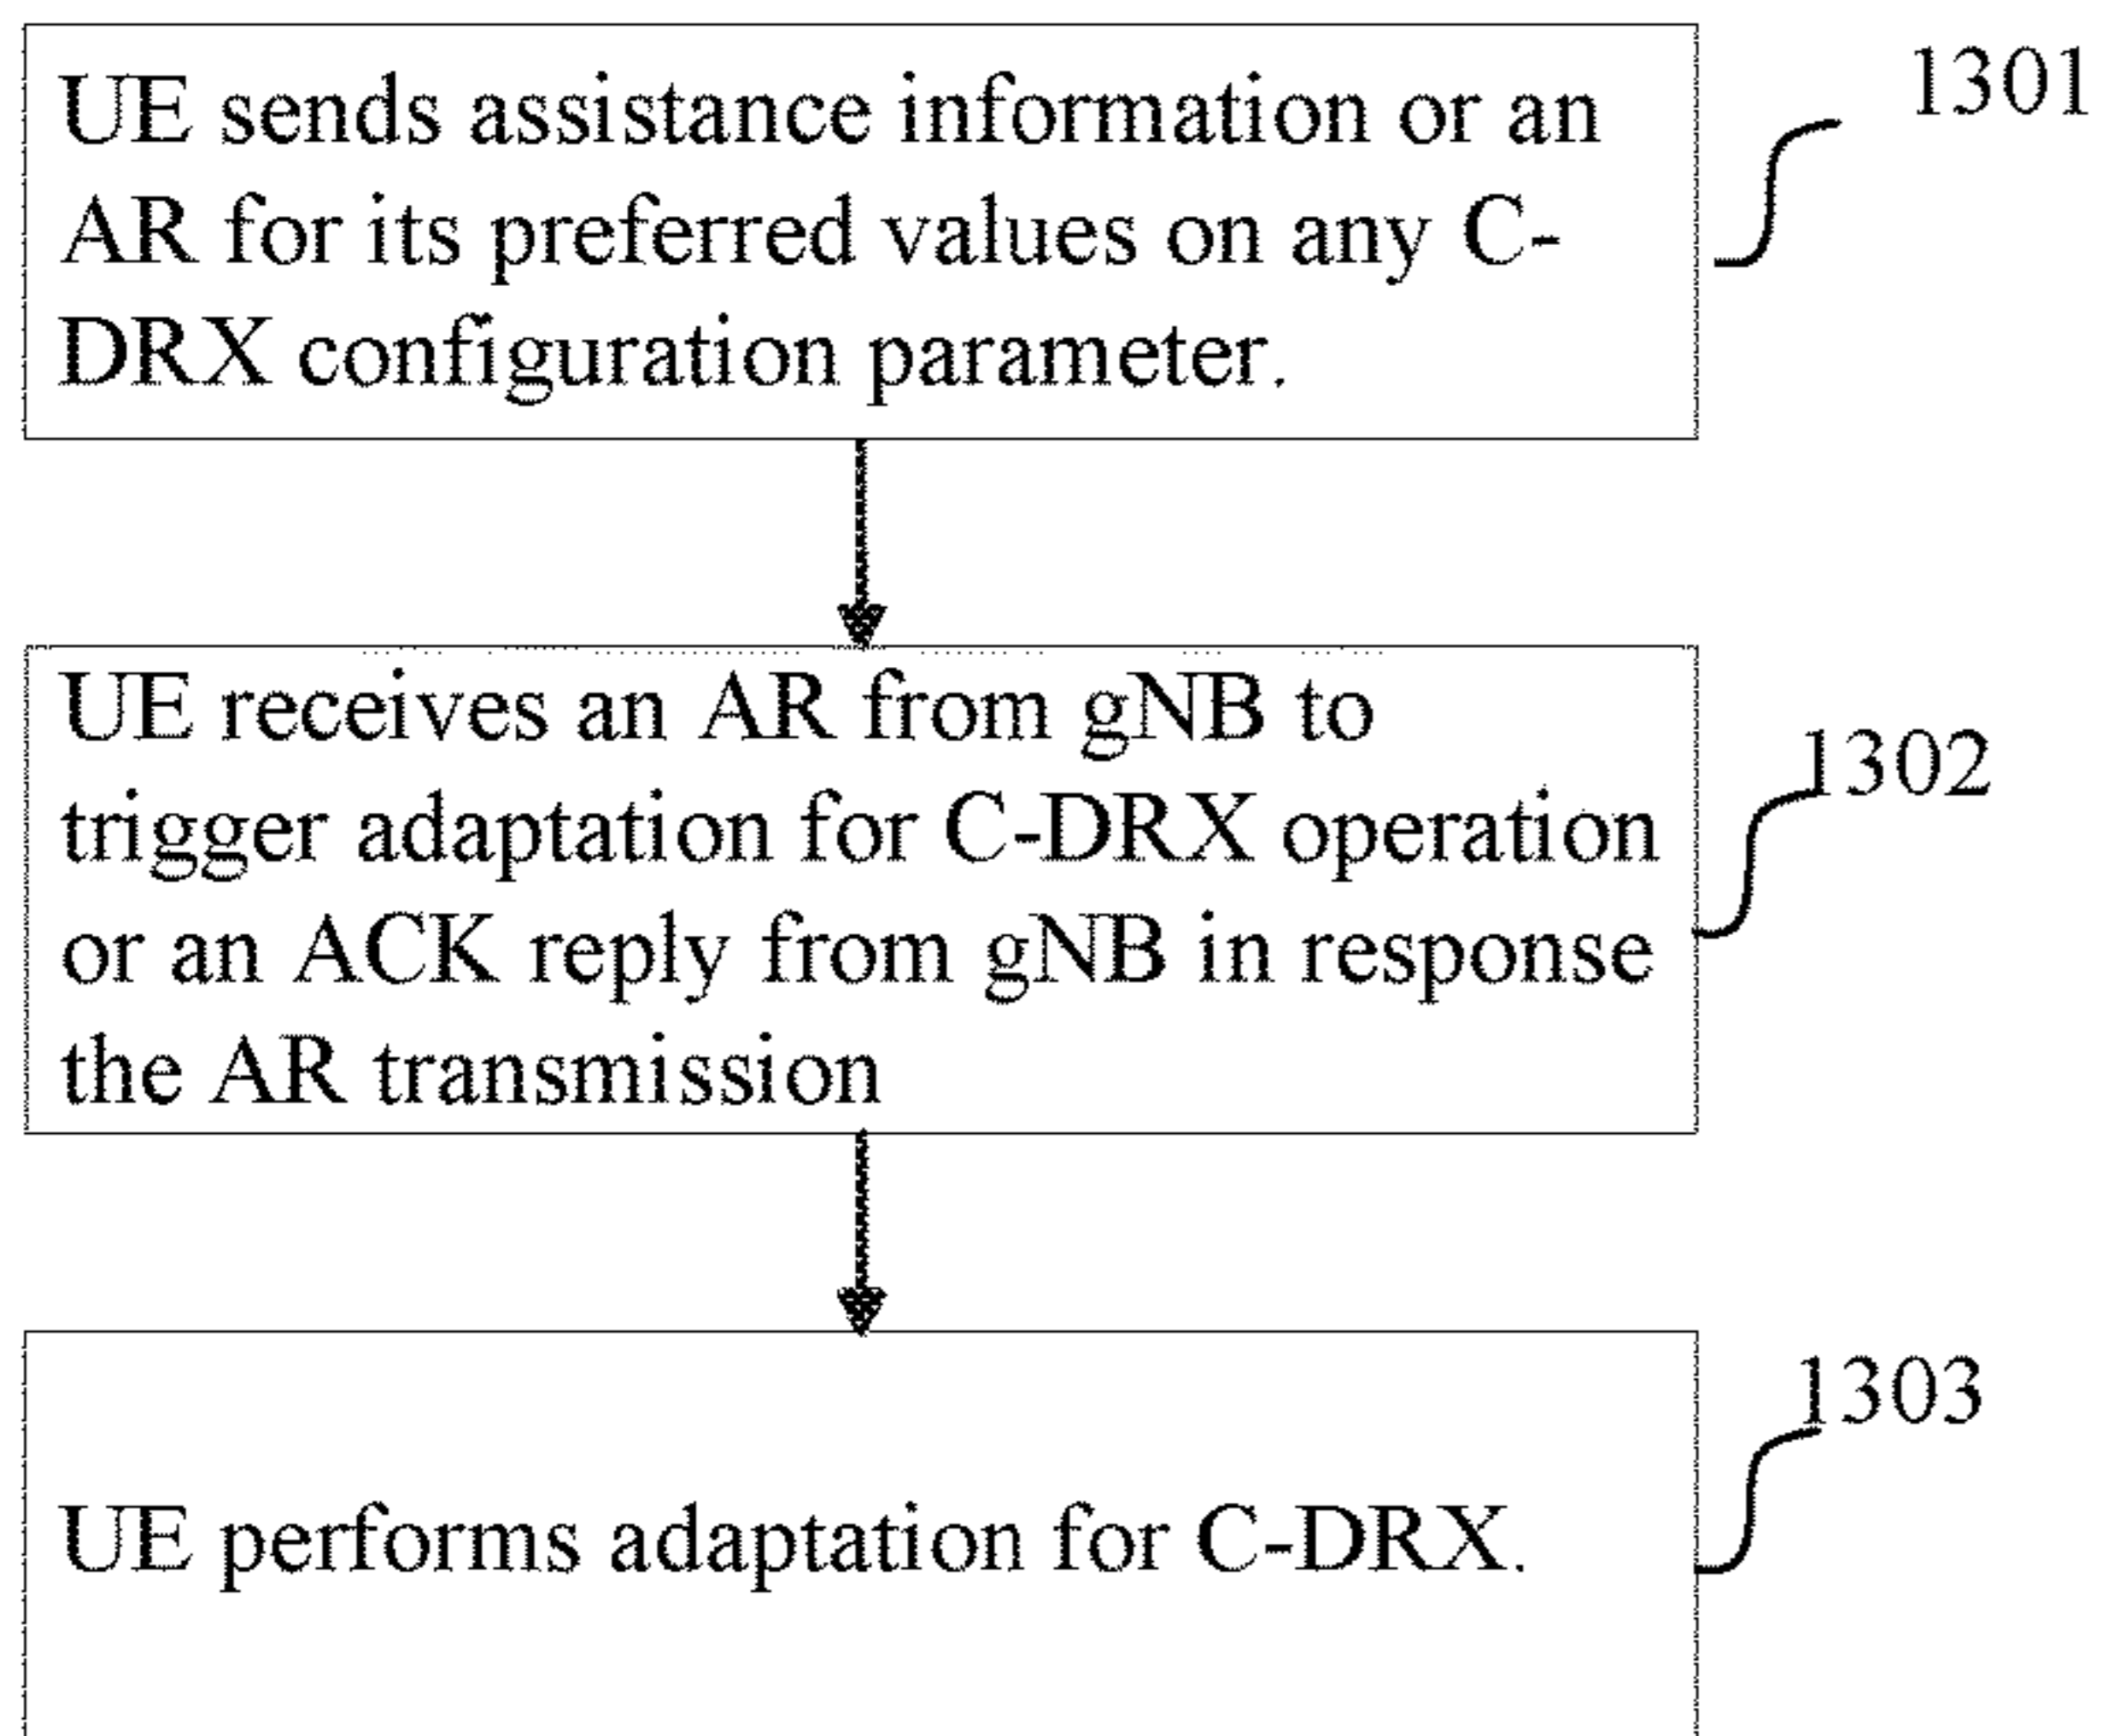 UE sends assistance information or an
1301
AR for its preferred values on any C-
DRX configuration parameter.
UE receives an AR from gNB to
1302
trigger adaptation for C-DRX operation
or an ACK reply from gNB in response
the AR transmission
1303
UE performs adaptation for C-DRX.